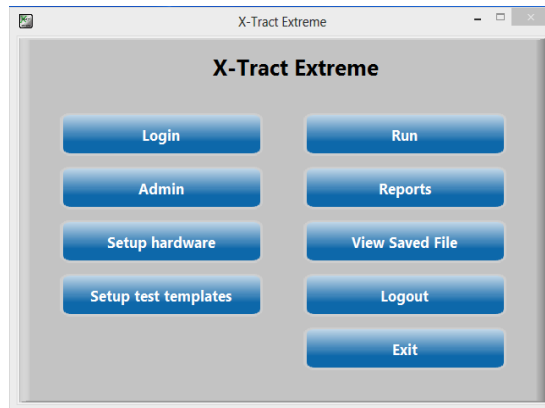 X-Tract Extreme
X-Tract Extreme
Login
Run
Admin
Reports
Setup hardware
View Saved File
Setup test templates
Logout
Exit